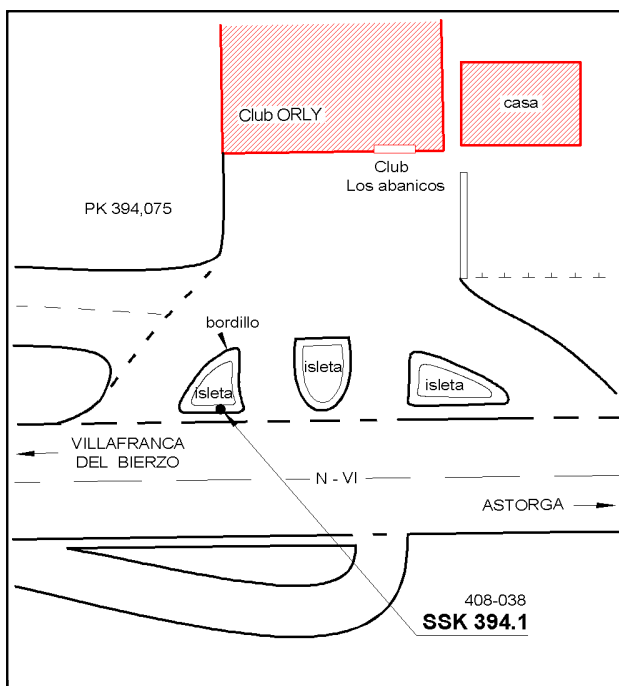 Club ORLY
casa
Club
Los abanicos
PK 394,075
bordillo
isleta
isleta
isleta
VILLAFRANCA
DEL BIERZO
N - VI
ASTORGA
408-038
SSK 394.1